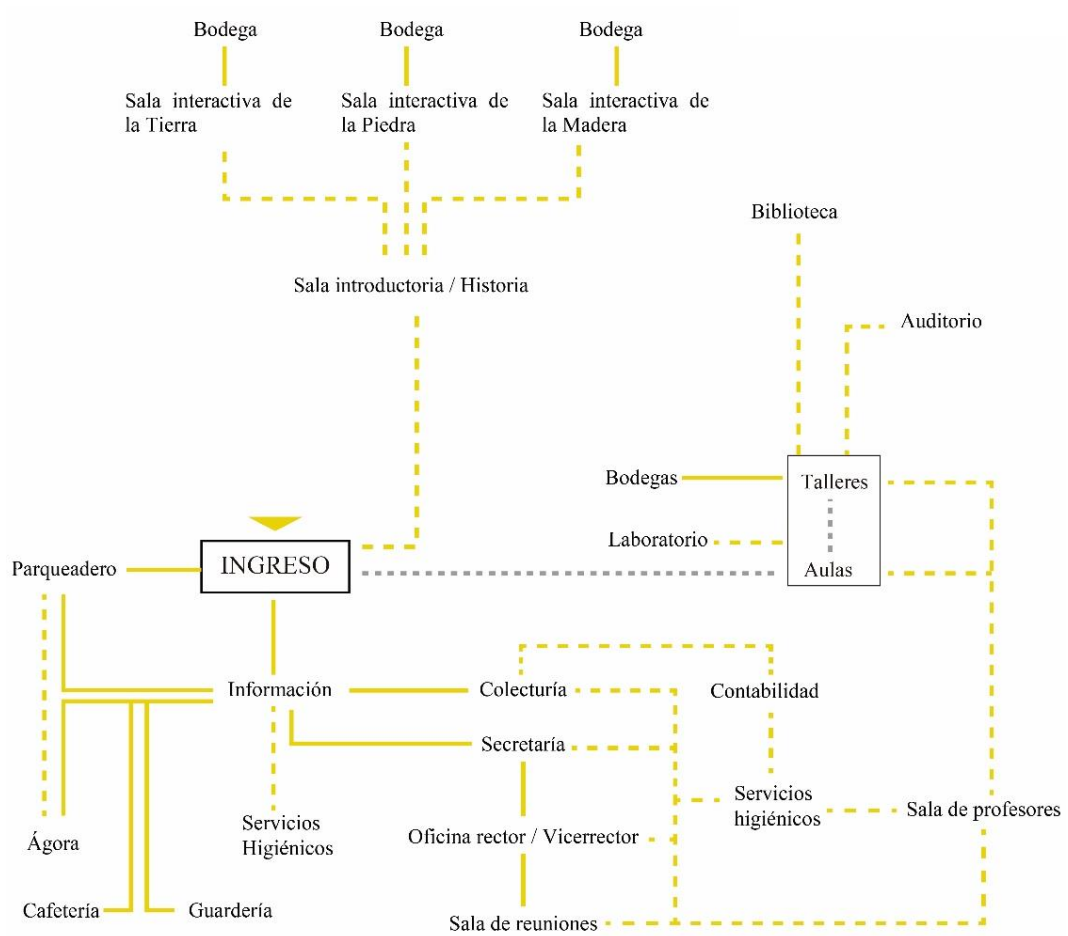 Bodega
Bodega
Bodega
Sala interactiva de
la Tierra
Sala interactiva de
la Piedra
Sala interactiva de
la Madera
Biblioteca
Sala introductoria / Historia
Auditorio
Bodegas
Talleres
Laboratorio
INGRESO
Parqueadero
Aulas
Información
Colecturía
Contabilidad
Secretaría
Servicios
higiénicos
Sala de profesores
Servicios
Higiénicos
Oficina rector / Vicerrector
Ágora
Cafetería
Guardería
Sala de reuniones